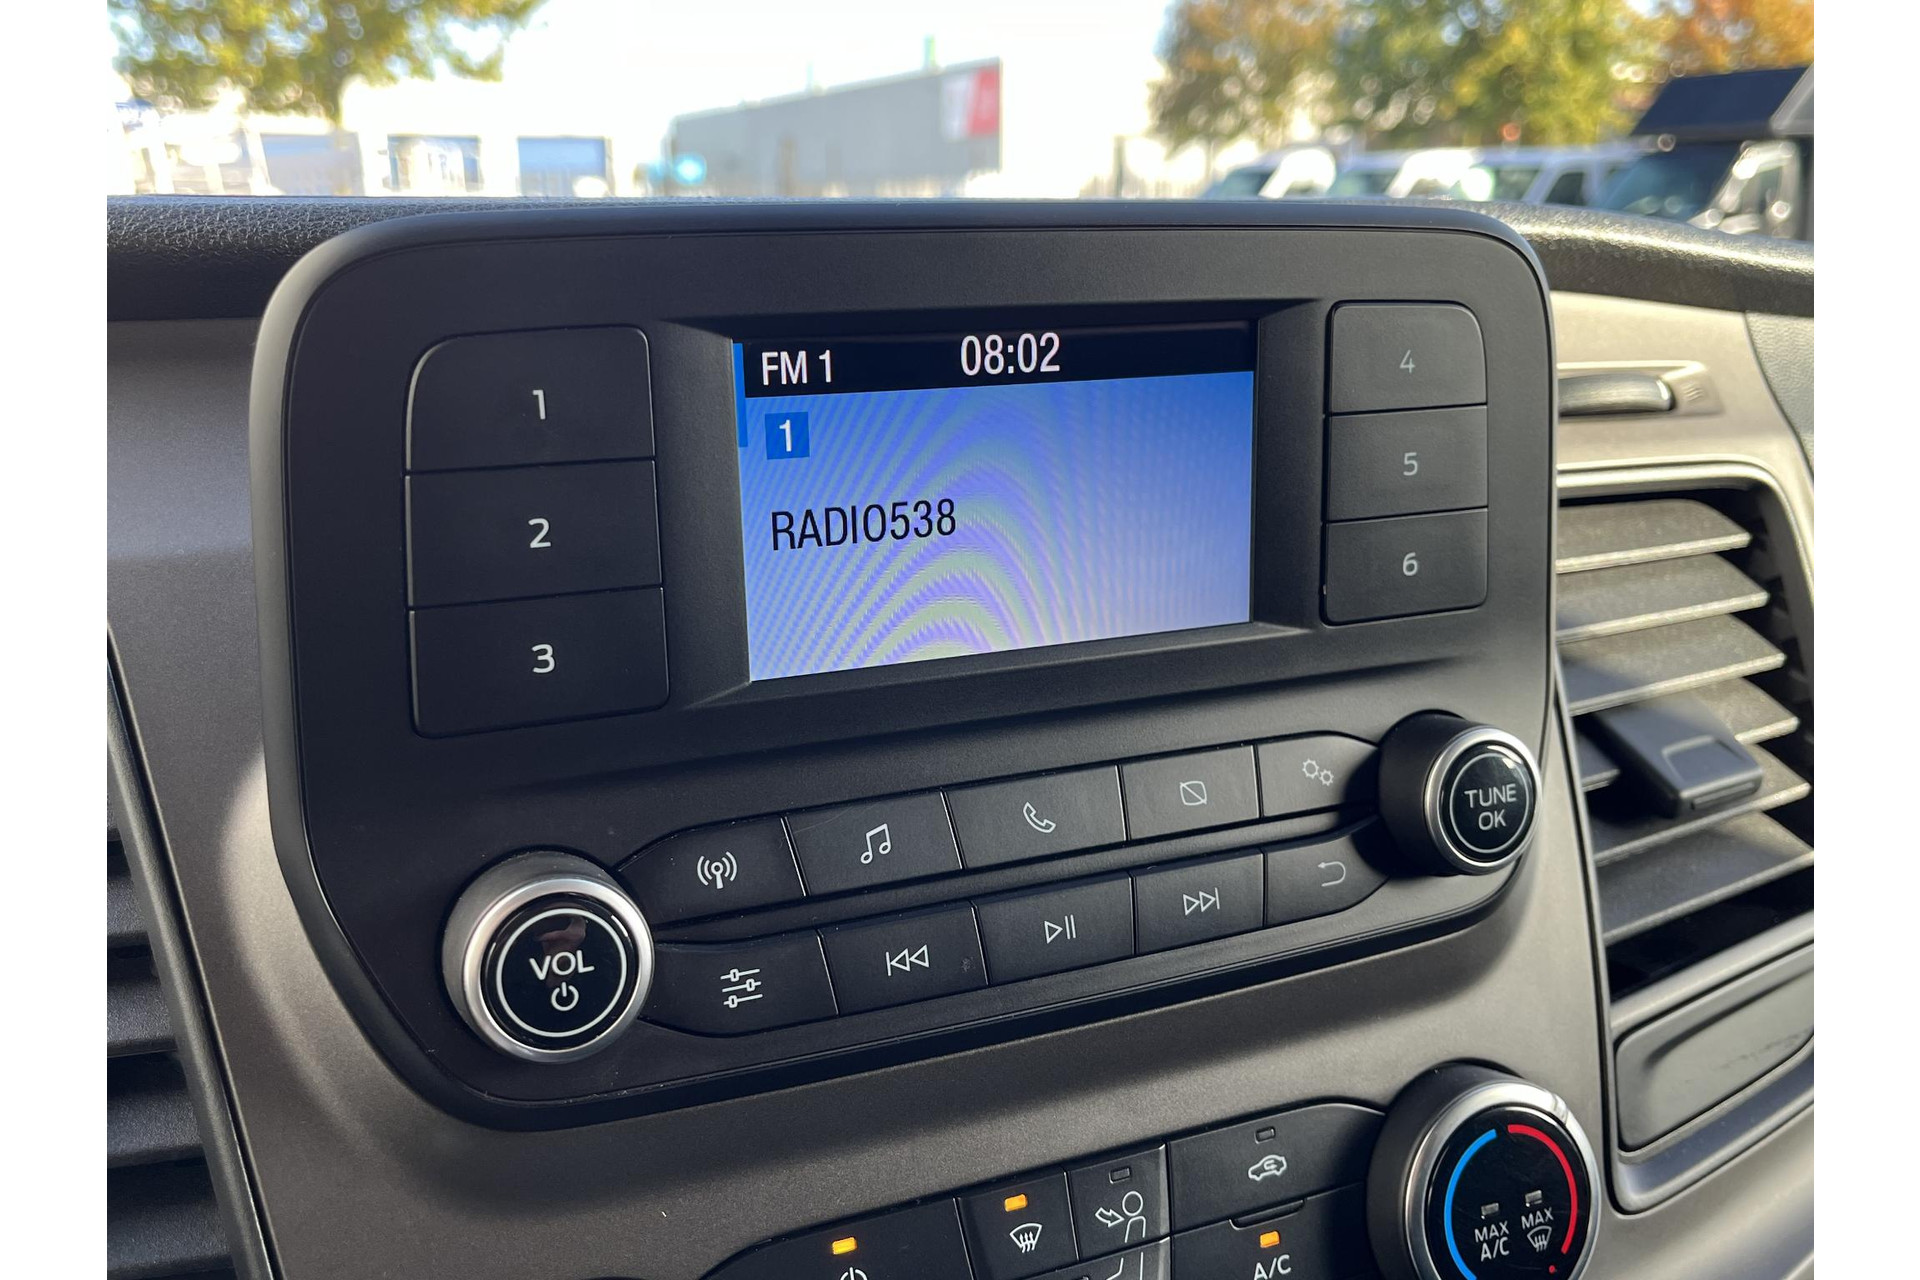 FM 1 08:02
1
RADIO538
1
2
3
4
5
6
TUNE
OK
VOL
MAX
A/C
MAX
A/C